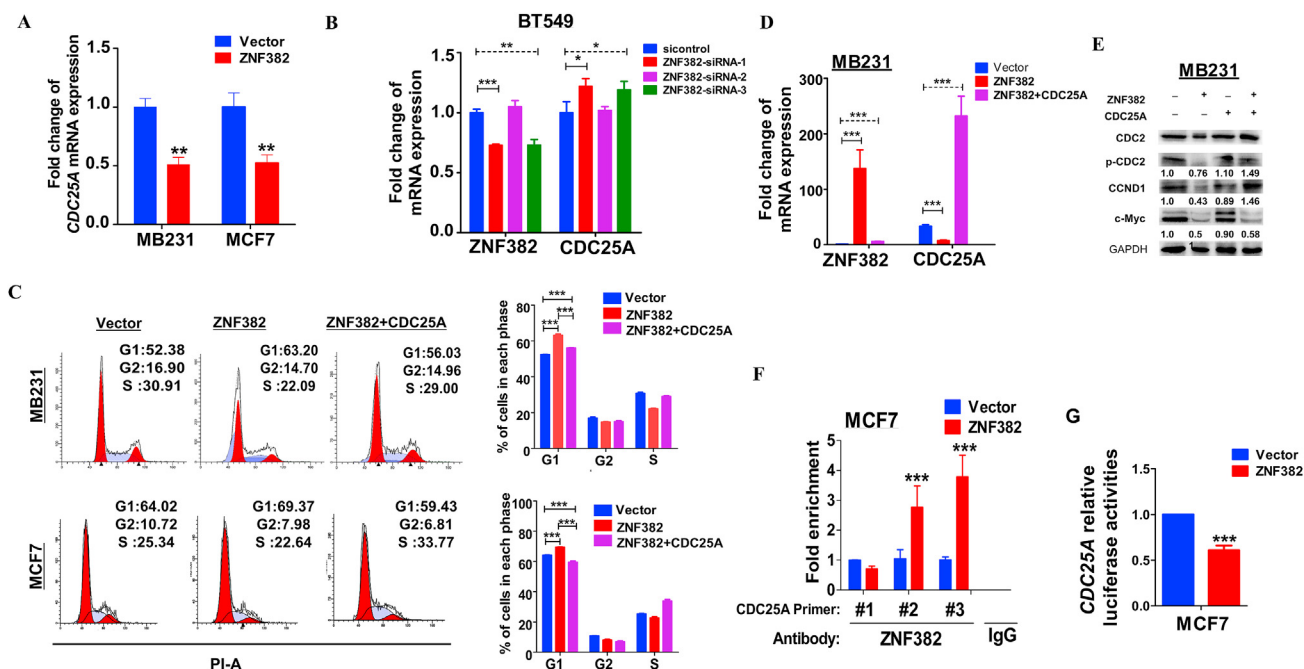 A
Vector
ZNF382
Fold change of
CDC25A mRNA expression
1.5
1.0
0.5
0.0
**
**
MB231
MCF7
B
BT549
Fold change of
mRNA expression
2.0
1.5
1.0
0.5
0.0
**
***
*
*
sicontrol
ZNF382-siRNA-1
ZNF382-siRNA-2
ZNF382-siRNA-3
ZNF382
CDC25A
D
MB231
Vector
ZNF382
ZNF382+CDC25A
Fold change of
mRNA expression
300
200
100
0
***
***
***
***
ZNF382
CDC25A
E
MB231
ZNF382 – + – +
CDC25A – – + +
CDC2
p-CDC2
1.0 0.76 1.10 1.49
CCND1
1.0 0.43 0.89 1.46
c-Myc
1.0 0.5 0.90 0.58
GAPDH
C
Vector
ZNF382
ZNF382+CDC25A
MB231
G1:52.38
G2:16.90
S :30.91
G1:63.20
G2:14.70
S :22.09
G1:56.03
G2:14.96
S :29.00
MCF7
G1:64.02
G2:10.72
S :25.34
G1:69.37
G2:7.98
S :22.64
G1:59.43
G2:6.81
S :33.77
PI-A
% of cells in each phase
80
60
40
20
0
***
***
***
Vector
ZNF382
ZNF382+CDC25A
G1
G2
S
% of cells in each phase
100
80
60
40
20
0
***
***
***
Vector
ZNF382
ZNF382+CDC25A
G1
G2
S
F
MCF7
Vector
ZNF382
Fold enrichment
5
4
3
2
1
0
***
***
CDC25A Primer: #1 #2 #3
Antibody: ZNF382 IgG
G
Vector
ZNF382
CDC25A relative
luciferase activities
1.5
1.0
0.5
0.0
***
MCF7